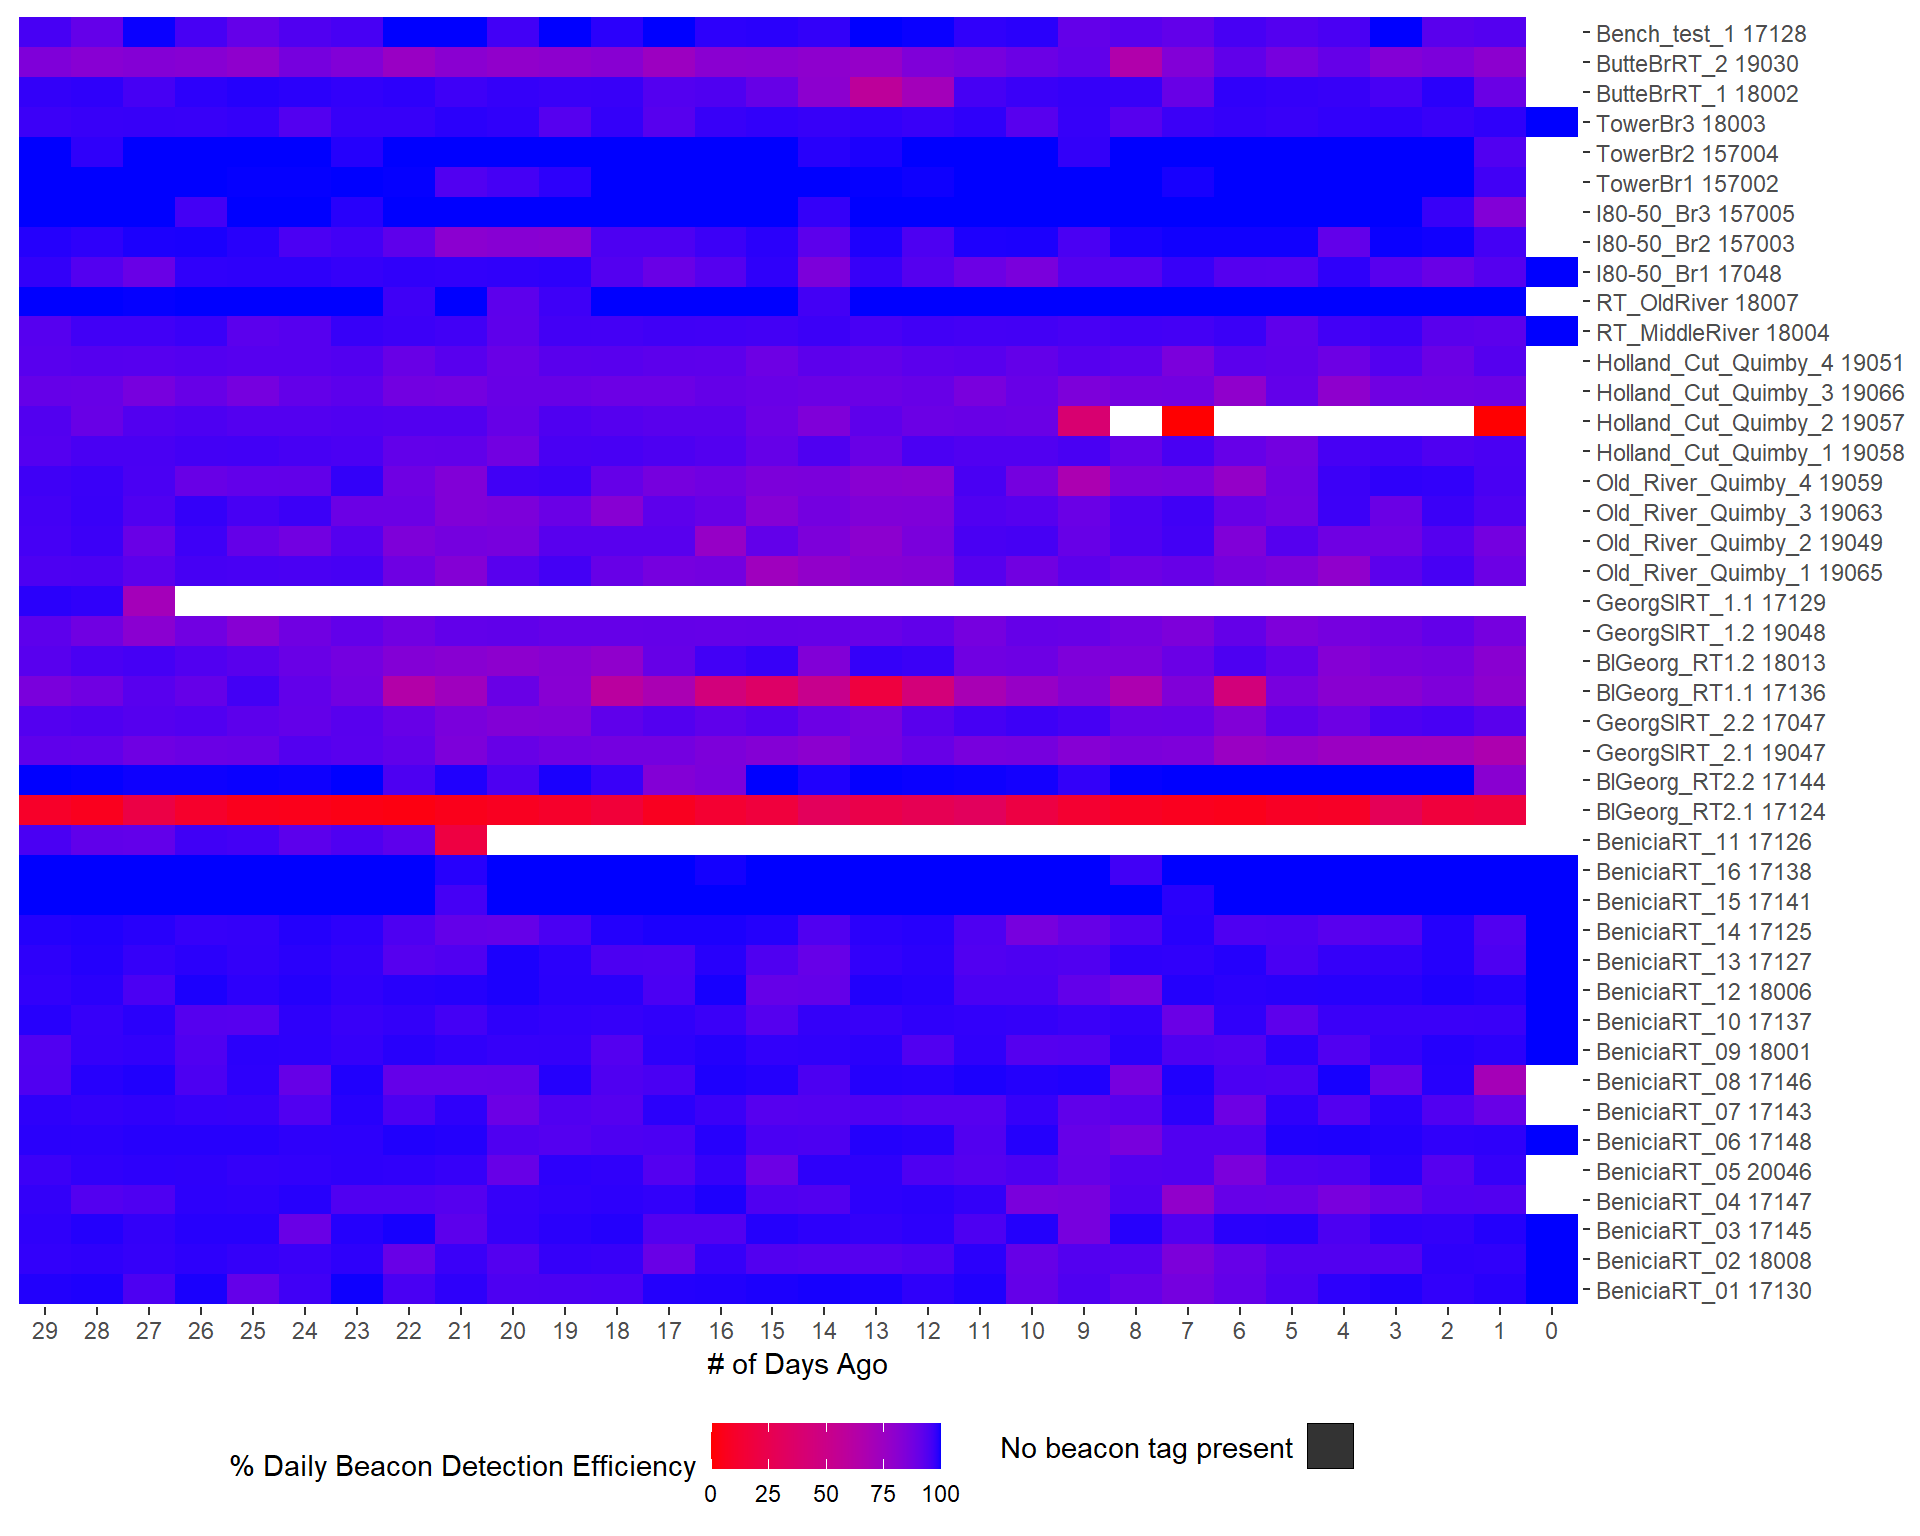 Bench_test_1 17128
ButteBrRT_2 19030
ButteBrRT_1 18002
TowerBr3 18003
TowerBr2 157004
TowerBr1 157002
I80-50_Br3 157005
I80-50_Br2 157003
I80-50_Br1 17048
RT_OldRiver 18007
RT_MiddleRiver 18004
Holland_Cut_Quimby_4 19051
Holland_Cut_Quimby_3 19066
Holland_Cut_Quimby_2 19057
Holland_Cut_Quimby_1 19058
Old_River_Quimby_4 19059
Old_River_Quimby_3 19063
Old_River_Quimby_2 19049
Old_River_Quimby_1 19065
GeorgSlRT_1.1 17129
GeorgSlRT_1.2 19048
BlGeorg_RT1.2 18013
BlGeorg_RT1.1 17136
GeorgSlRT_2.2 17047
GeorgSlRT_2.1 19047
BlGeorg_RT2.2 17144
BlGeorg_RT2.1 17124
BeniciaRT_11 17126
BeniciaRT_16 17138
BeniciaRT_15 17141
BeniciaRT_14 17125
BeniciaRT_13 17127
BeniciaRT_12 18006
BeniciaRT_10 17137
BeniciaRT_09 18001
BeniciaRT_08 17146
BeniciaRT_07 17143
BeniciaRT_06 17148
BeniciaRT_05 20046
BeniciaRT_04 17147
BeniciaRT_03 17145
BeniciaRT_02 18008
BeniciaRT_01 17130
29 28 27 26 25 24 23 22 21 20 19 18 17 16 15 14 13 12 11 10 9 8 7 6 5 4 3 2 1 0
# of Days Ago
% Daily Beacon Detection Efficiency
0 25 50 75 100
No beacon tag present